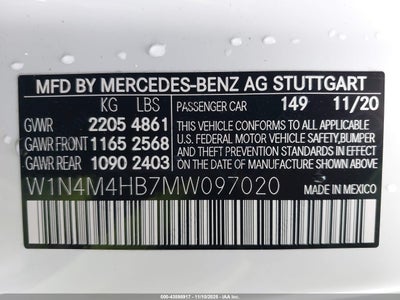 MFD BY MERCEDES-BENZ AG STUTTGART
KG LBS PASSENGER CAR 149 11/20
GVWR 2205 4861
GAWR FRONT 1165 2568
GAWR REAR 1090 2403
THIS VEHICLE CONFORMS TO ALL APPLICABLE
U.S. FEDERAL MOTOR VEHICLE SAFETY, BUMPER
AND THEFT PREVENTION STANDARDS IN EFFECT
ON THE DATE OF MANUFACTURE SHOWN ABOVE.
W1N4M4HB7MW097020 MADE IN MEXICO